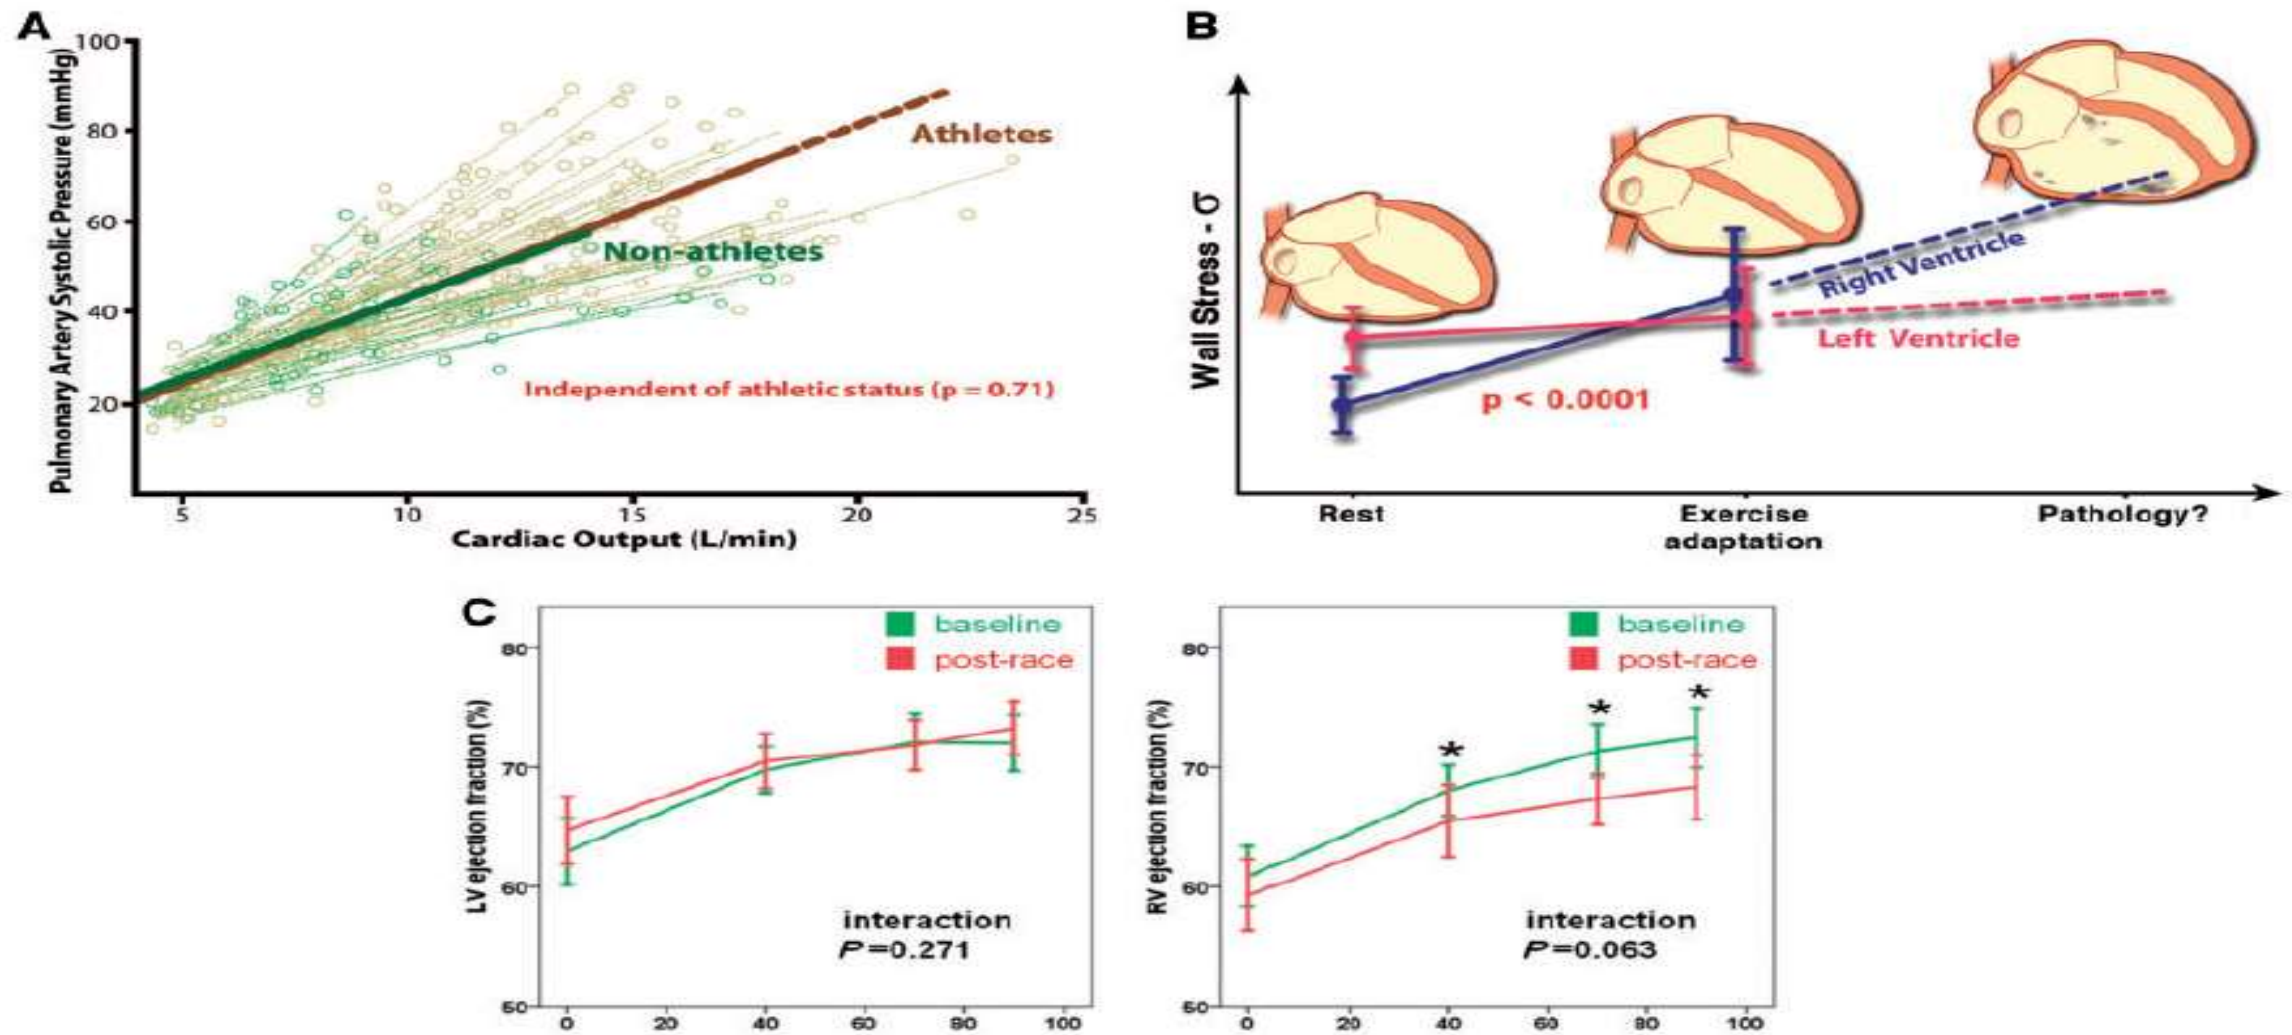 A
Pulmonary Artery Systolic Pressure (mmHg)
100
80
60
40
20
Athletes
Non-athletes
Independent of athletic status (p = 0.71)
5
10
15
20
25
Cardiac Output (L/min)
B
Wall Stress - σ
Right Ventricle
Left Ventricle
p < 0.0001
Rest
Exercise
adaptation
Pathology?
C
LV ejection fraction (%)
80
70
60
50
baseline
post-race
interaction
P=0.271
0
20
40
60
80
100
RV ejection fraction (%)
80
70
60
50
baseline
post-race
*
*
*
interaction
P=0.063
0
20
40
60
80
100